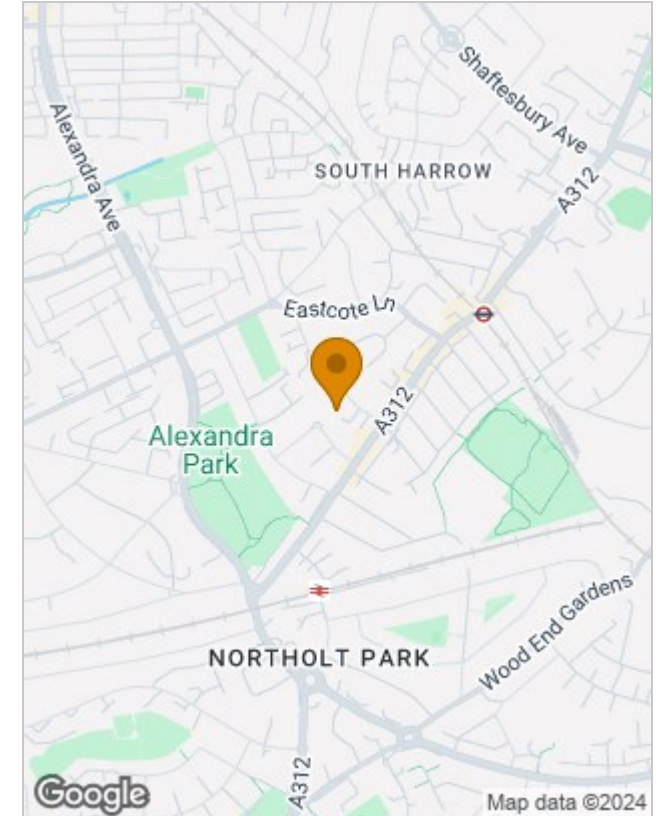 Shaftesbury Ave
Alexandra Ave
SOUTH HARROW
A312
Eastcote Ln
A312
Alexandra
Park
Wood End Gardens
NORTHOLT PARK
A312
Google
Map data ©2024